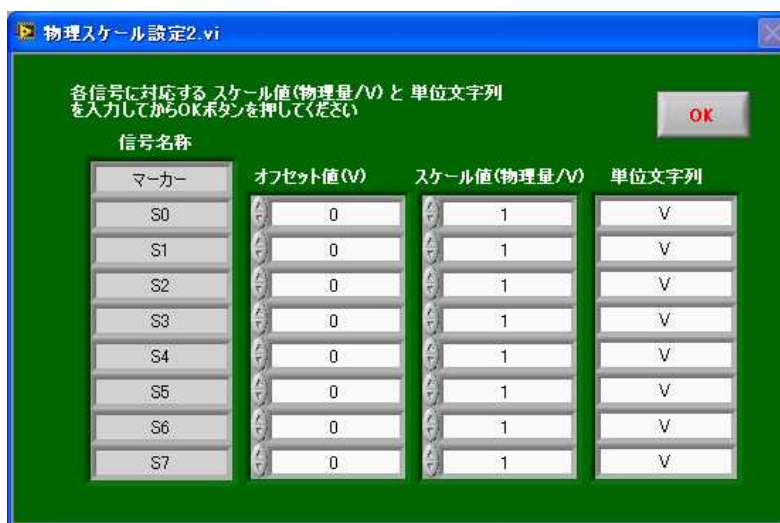 物理スケール設定2.vi
各信号に対応する スケール値(物理量/V) と 単位文字列
を入力してからOKボタンを押してください
OK
信号名称
マーカー オフセット値(V) スケール値(物理量/V) 単位文字列
S0 0 1 V
S1 0 1 V
S2 0 1 V
S3 0 1 V
S4 0 1 V
S5 0 1 V
S6 0 1 V
S7 0 1 V